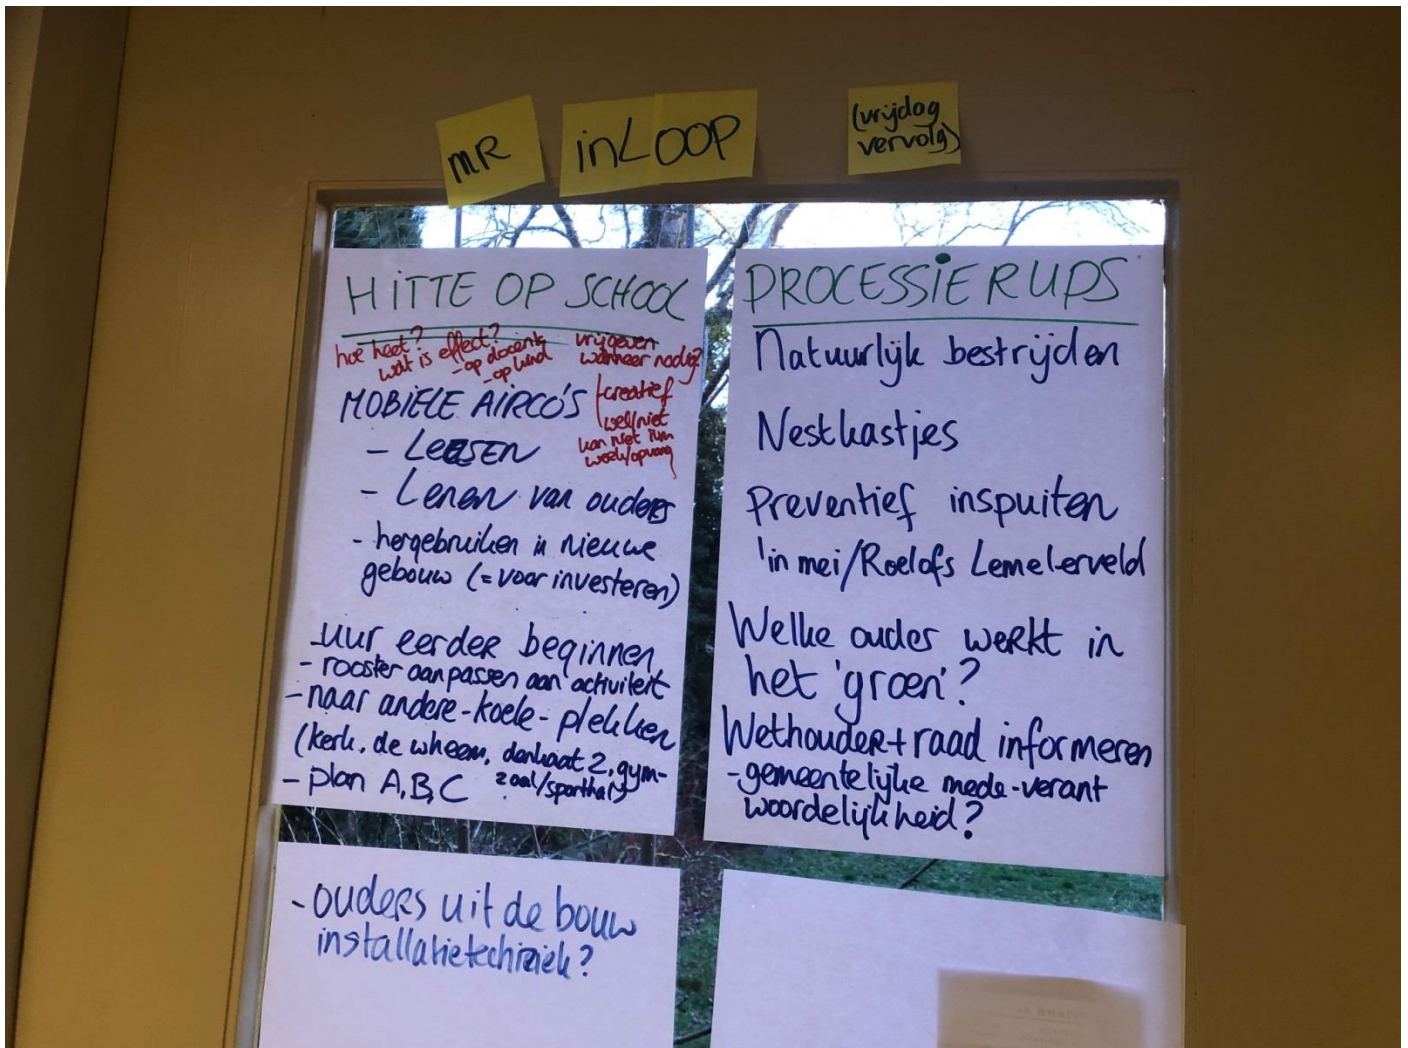 mR inLOOP (vrijdag
vervolg)
HITTE OP SCHOOL
hoe heet?
wat is effect?
- op docent
- op kind
vrijgeven
wanneer nodig?
creatief
wel/niet
kan niet ivm
werk/opvang
MOBIELE AIRCO'S
- LEASEN
- Lenen van ouders
- hergebruiken in nieuwe
gebouw (= voor investeren)
uur eerder beginnen
- rooster aanpassen aan activiteit
- naar andere-koele-plekken
(kerk, de wheem, 2, gym-
zaal/sporthal)
- plan A, B, C
- ouders uit de bouw
installatietechniek?
PROCESSIERUPS
Natuurlijk bestrijden
Nestkastjes
Preventief inspuiten
in mei/Roelofs Lemelerveld
Welke ouder werkt in
het 'groen'?
Wethouder + raad informeren
- gemeentelijke mede-verant
woordelijkheid?